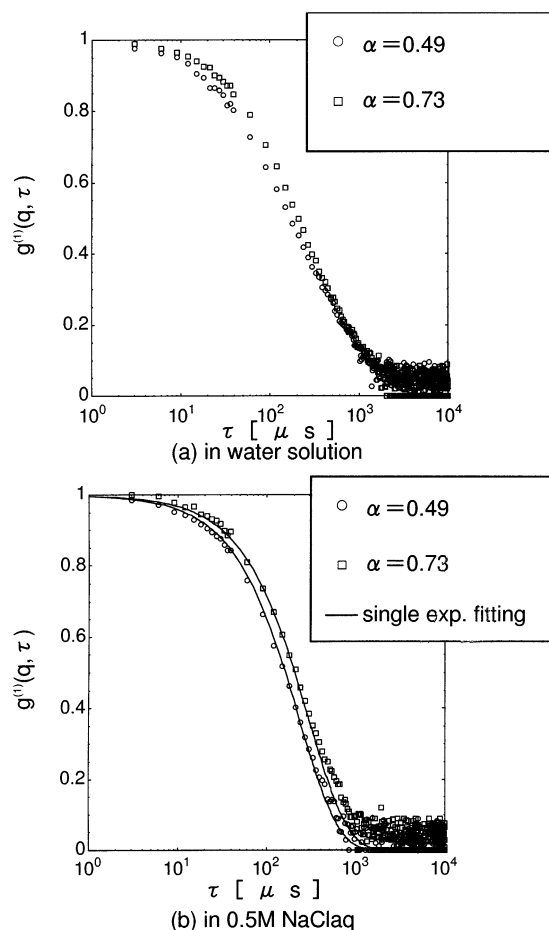 ○ α=0.49
□ α=0.73
1
0.8
0.6
0.4
0.2
0
g⁽¹⁾(q, τ)
10⁰ 10¹ 10² 10³ 10⁴
τ [ μ s ]
(a) in water solution
○ α=0.49
□ α=0.73
— single exp. fitting
1
0.8
0.6
0.4
0.2
0
g⁽¹⁾(q, τ)
10⁰ 10¹ 10² 10³ 10⁴
τ [ μ s ]
(b) in 0.5M NaClaq